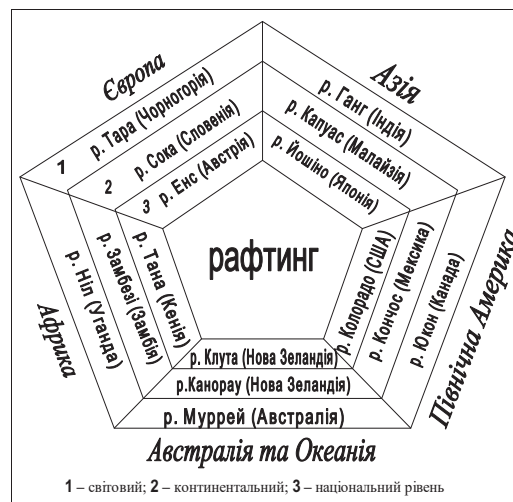 Європа
Азія
1 р. Тара (Чорногорія)
2 р. Сока (Словенія)
3 р. Енс (Австрія)
р. Ганг (Індія)
р. Капуас (Малайзія)
р. Йошіно (Японія)
рафтинг
Африка
р. Ніл (Уганда)
р. Замбезі (Замбія)
р. Тана (Кенія)
р. Колорадо (США)
р. Кончос (Мексика)
р. Юкон (Канада)
Північна Америка
р. Клута (Нова Зеландія)
р.Канорау (Нова Зеландія)
р. Муррей (Австралія)
Австралія та Океанія
1 – світовий; 2 – континентальний; 3 – національний рівень